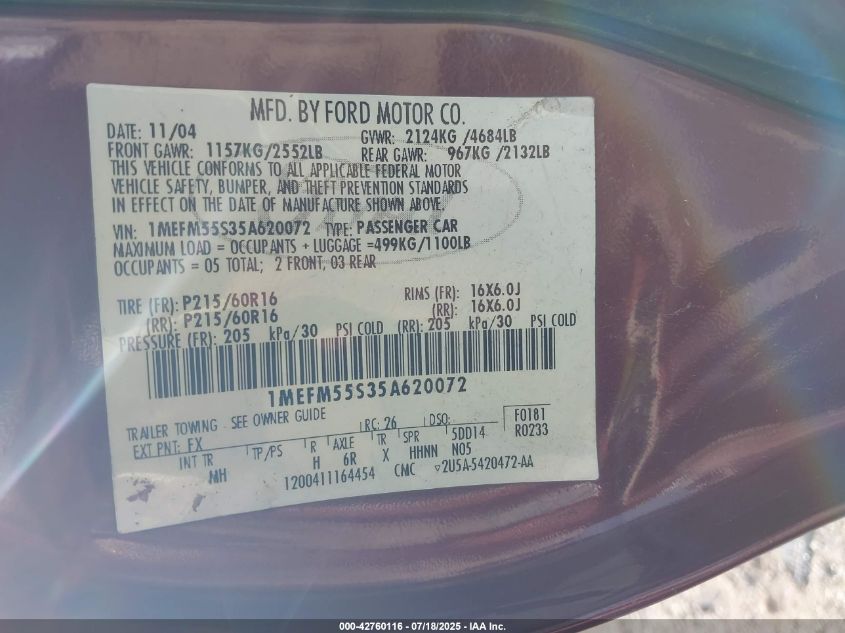 MFD. BY FORD MOTOR CO.
DATE: 11/04 GVWR: 2124KG /4684LB
FRONT GAWR: 1157KG/2552LB REAR GAWR: 967KG /2132LB
THIS VEHICLE CONFORMS TO ALL APPLICABLE FEDERAL MOTOR
VEHICLE SAFETY, BUMPER, AND THEFT PREVENTION STANDARDS
IN EFFECT ON THE DATE OF MANUFACTURE SHOWN ABOVE.
VIN: 1MEFM55S35A620072 TYPE: PASSENGER CAR
MAXIMUM LOAD = OCCUPANTS + LUGGAGE =499KG/1100LB
OCCUPANTS = 05 TOTAL; 2 FRONT, 03 REAR
TIRE (FR): P215/60R16 RINS (FR): 16X6.0J
(RR): P215/60R16 (RR): 16X6.0J
PRESSURE (FR): 205 kPa/30 PSI COLD (RR): 205 kPa/30 PSI COLD
1MEFM55S35A620072
TRAILER TOWING - SEE OWNER GUIDE RC: 26 DSO: F0181
EXT PNT: FX R0233
INT TR TP/PS R AXLE TR SPR 5DD14
MH H 6R X HHNN N05
1200411164454 CMC ▽2U5A-5420472-AA
000-42760116 - 07/18/2025 - IAA Inc.